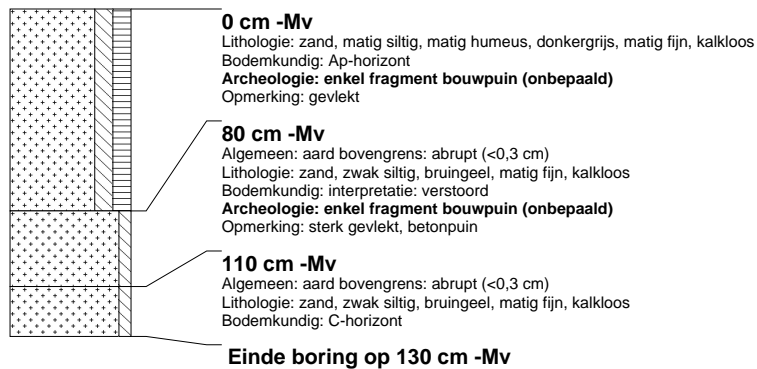 0 cm -Mv
Lithologie: zand, matig siltig, matig humeus, donkergrijs, matig fijn, kalkloos
Bodemkundig: Ap-horizont
Archeologie: enkel fragment bouwpuin (onbepaald)
Opmerking: gevlekt
80 cm -Mv
Algemeen: aard bovengrens: abrupt (<0,3 cm)
Lithologie: zand, zwak siltig, bruingeel, matig fijn, kalkloos
Bodemkundig: interpretatie: verstoord
Archeologie: enkel fragment bouwpuin (onbepaald)
Opmerking: sterk gevlekt, betonpuin
110 cm -Mv
Algemeen: aard bovengrens: abrupt (<0,3 cm)
Lithologie: zand, zwak siltig, bruingeel, matig fijn, kalkloos
Bodemkundig: C-horizont
Einde boring op 130 cm -Mv